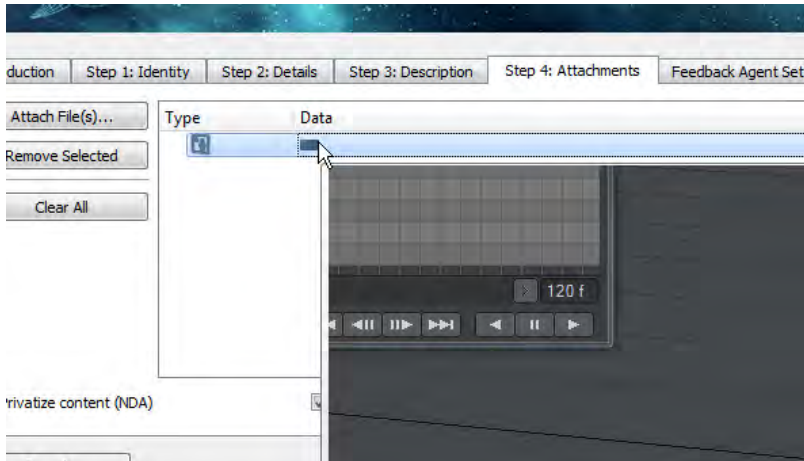 duction Step 1: Identity Step 2: Details Step 3: Description Step 4: Attachments Feedback Agent Set
Attach File(s)... Type Data
Remove Selected
Clear All
120 f
Privatize content (NDA)